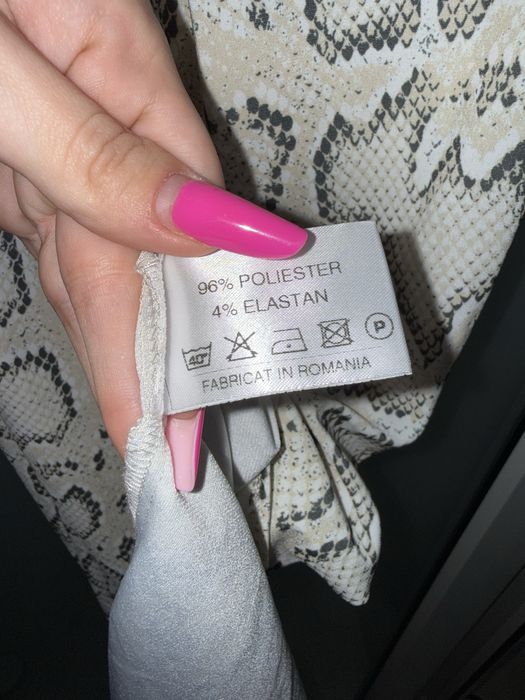 96% POLIESTER
4% ELASTAN
40° P
FABRICAT IN ROMANIA